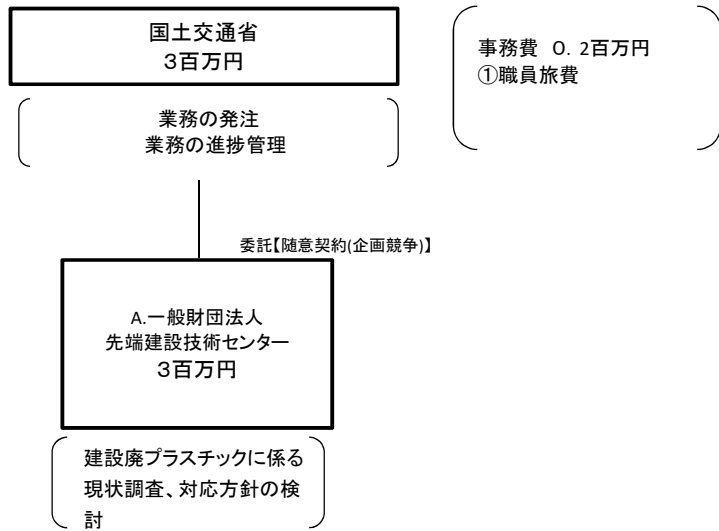 国土交通省
3百万円
事務費 0. 2百万円
①職員旅費
業務の発注
業務の進捗管理
委託【随意契約(企画競争)】
A.一般財団法人
先端建設技術センター
3百万円
建設廃プラスチックに係る
現状調査、対応方針の検
討